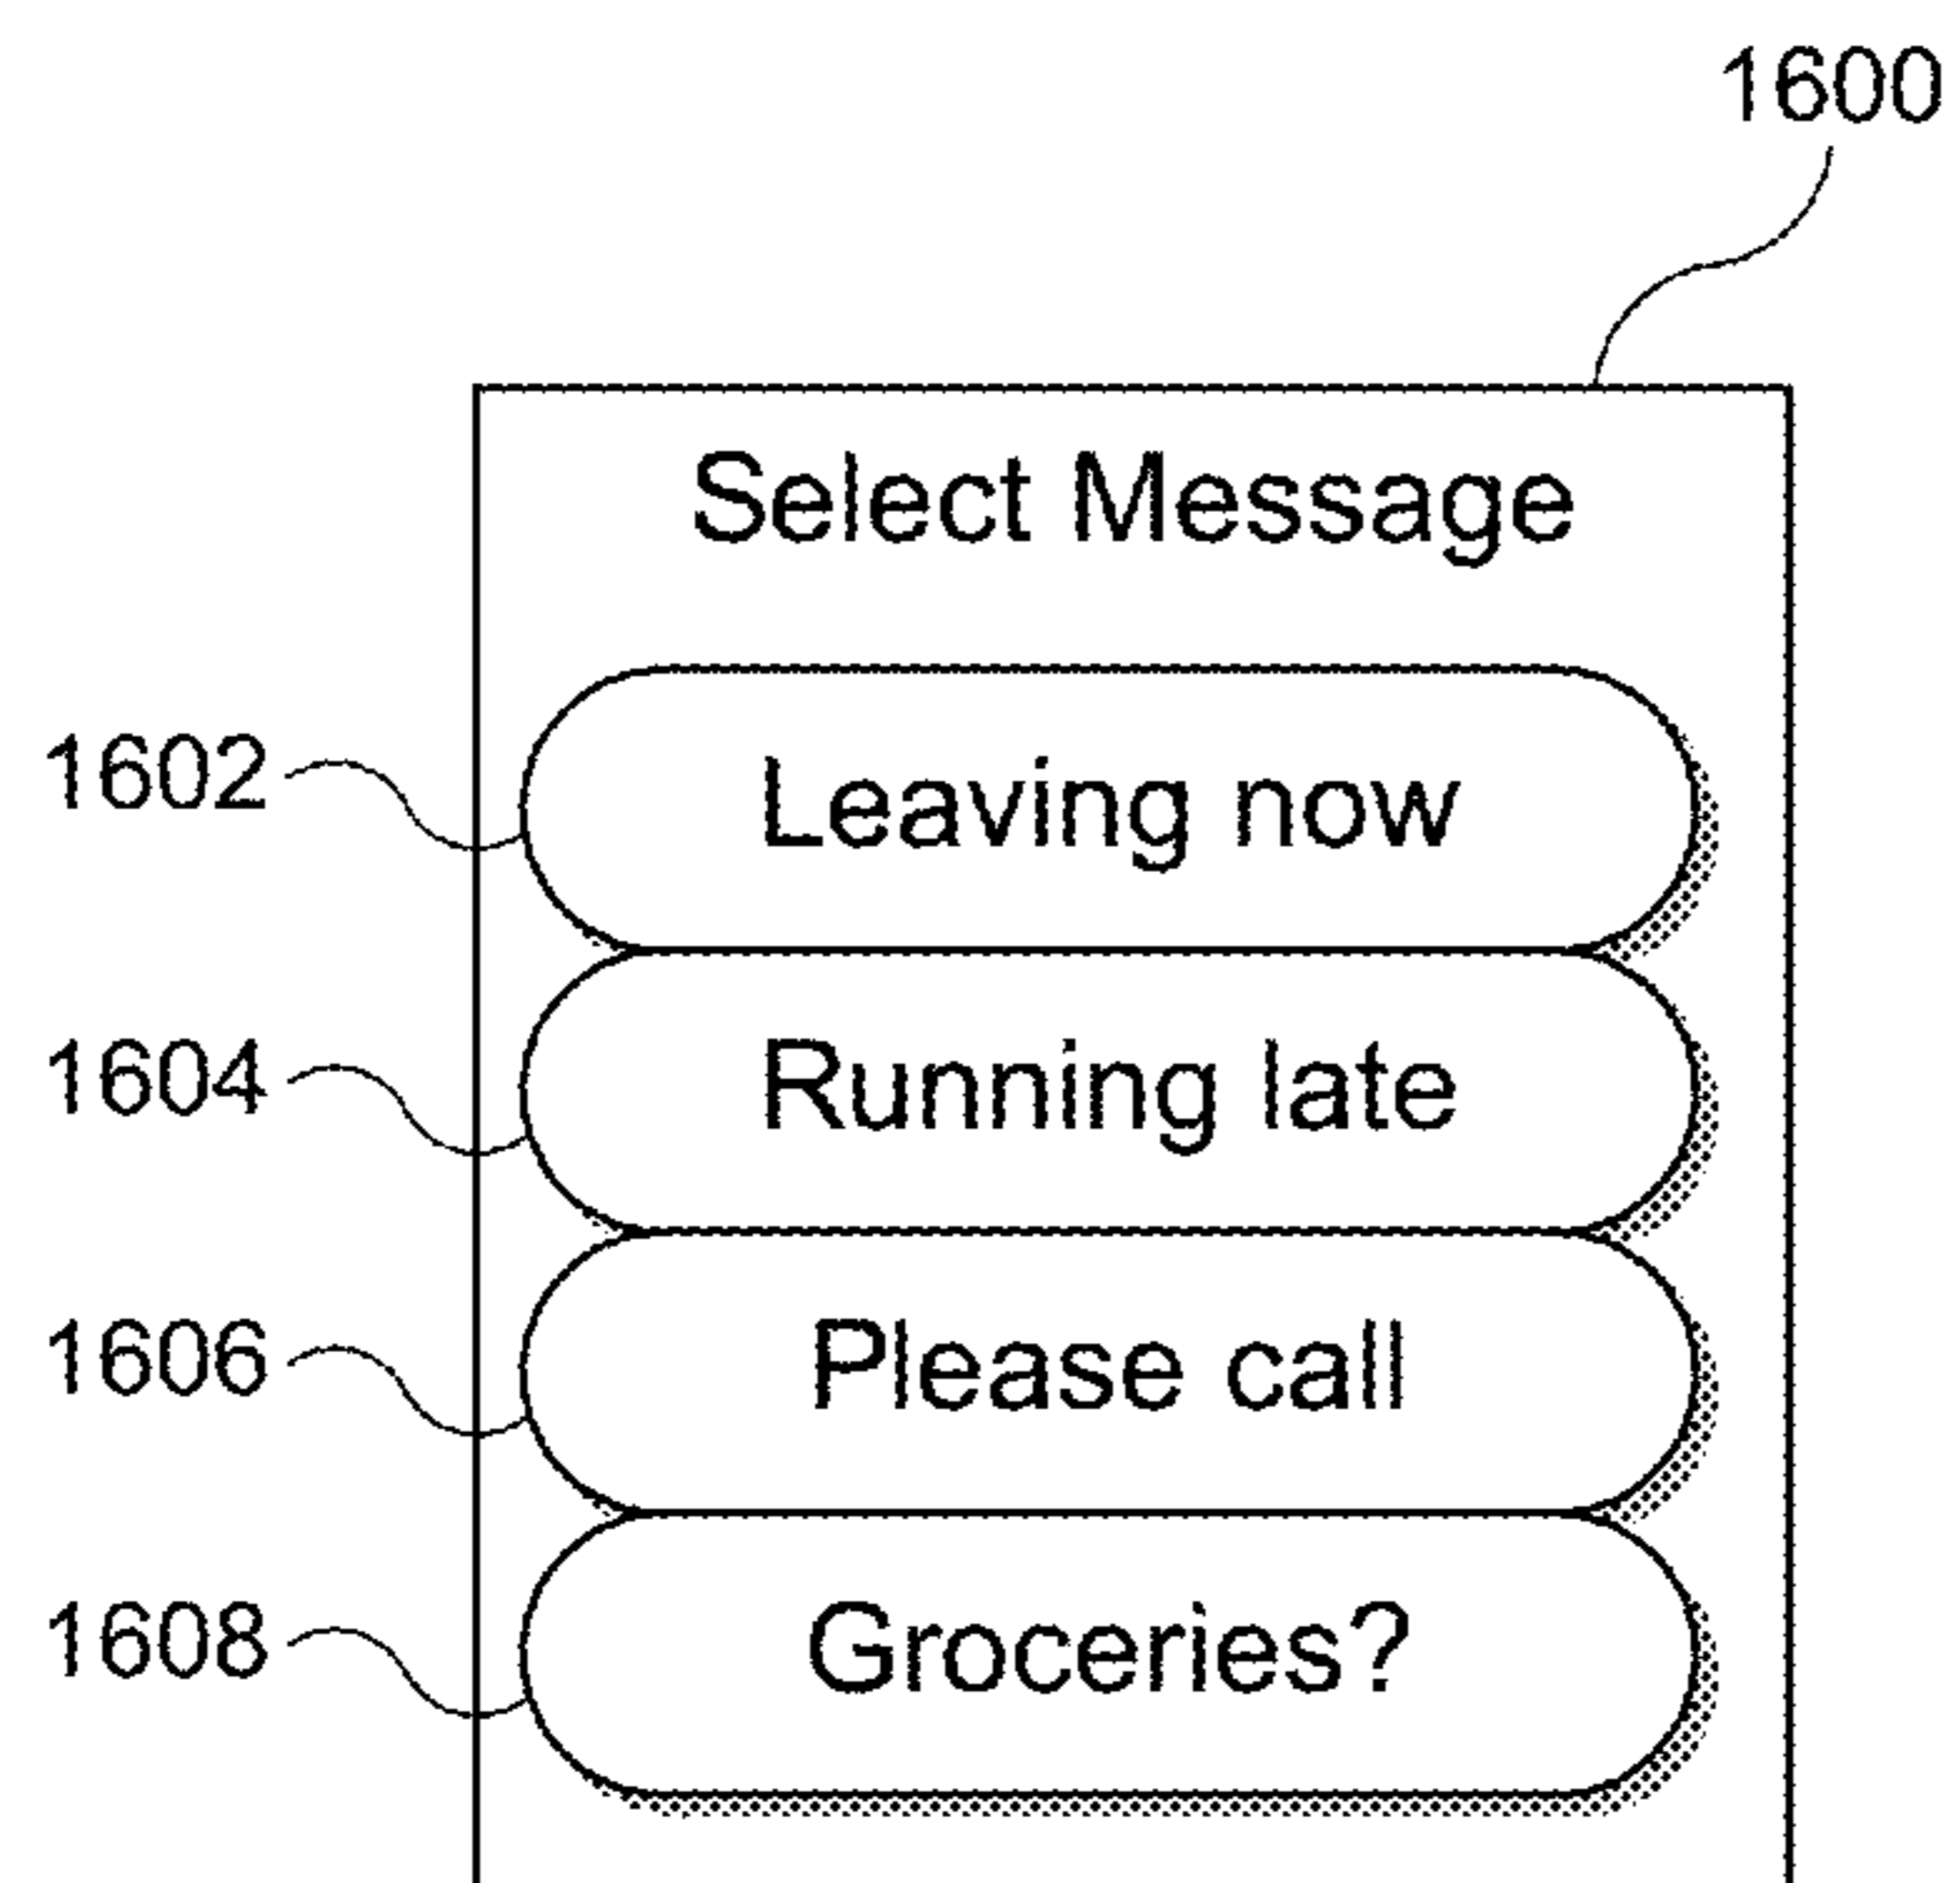 1600
Select Message
1602 Leaving now
1604 Running late
1606 Please call
1608 Groceries?